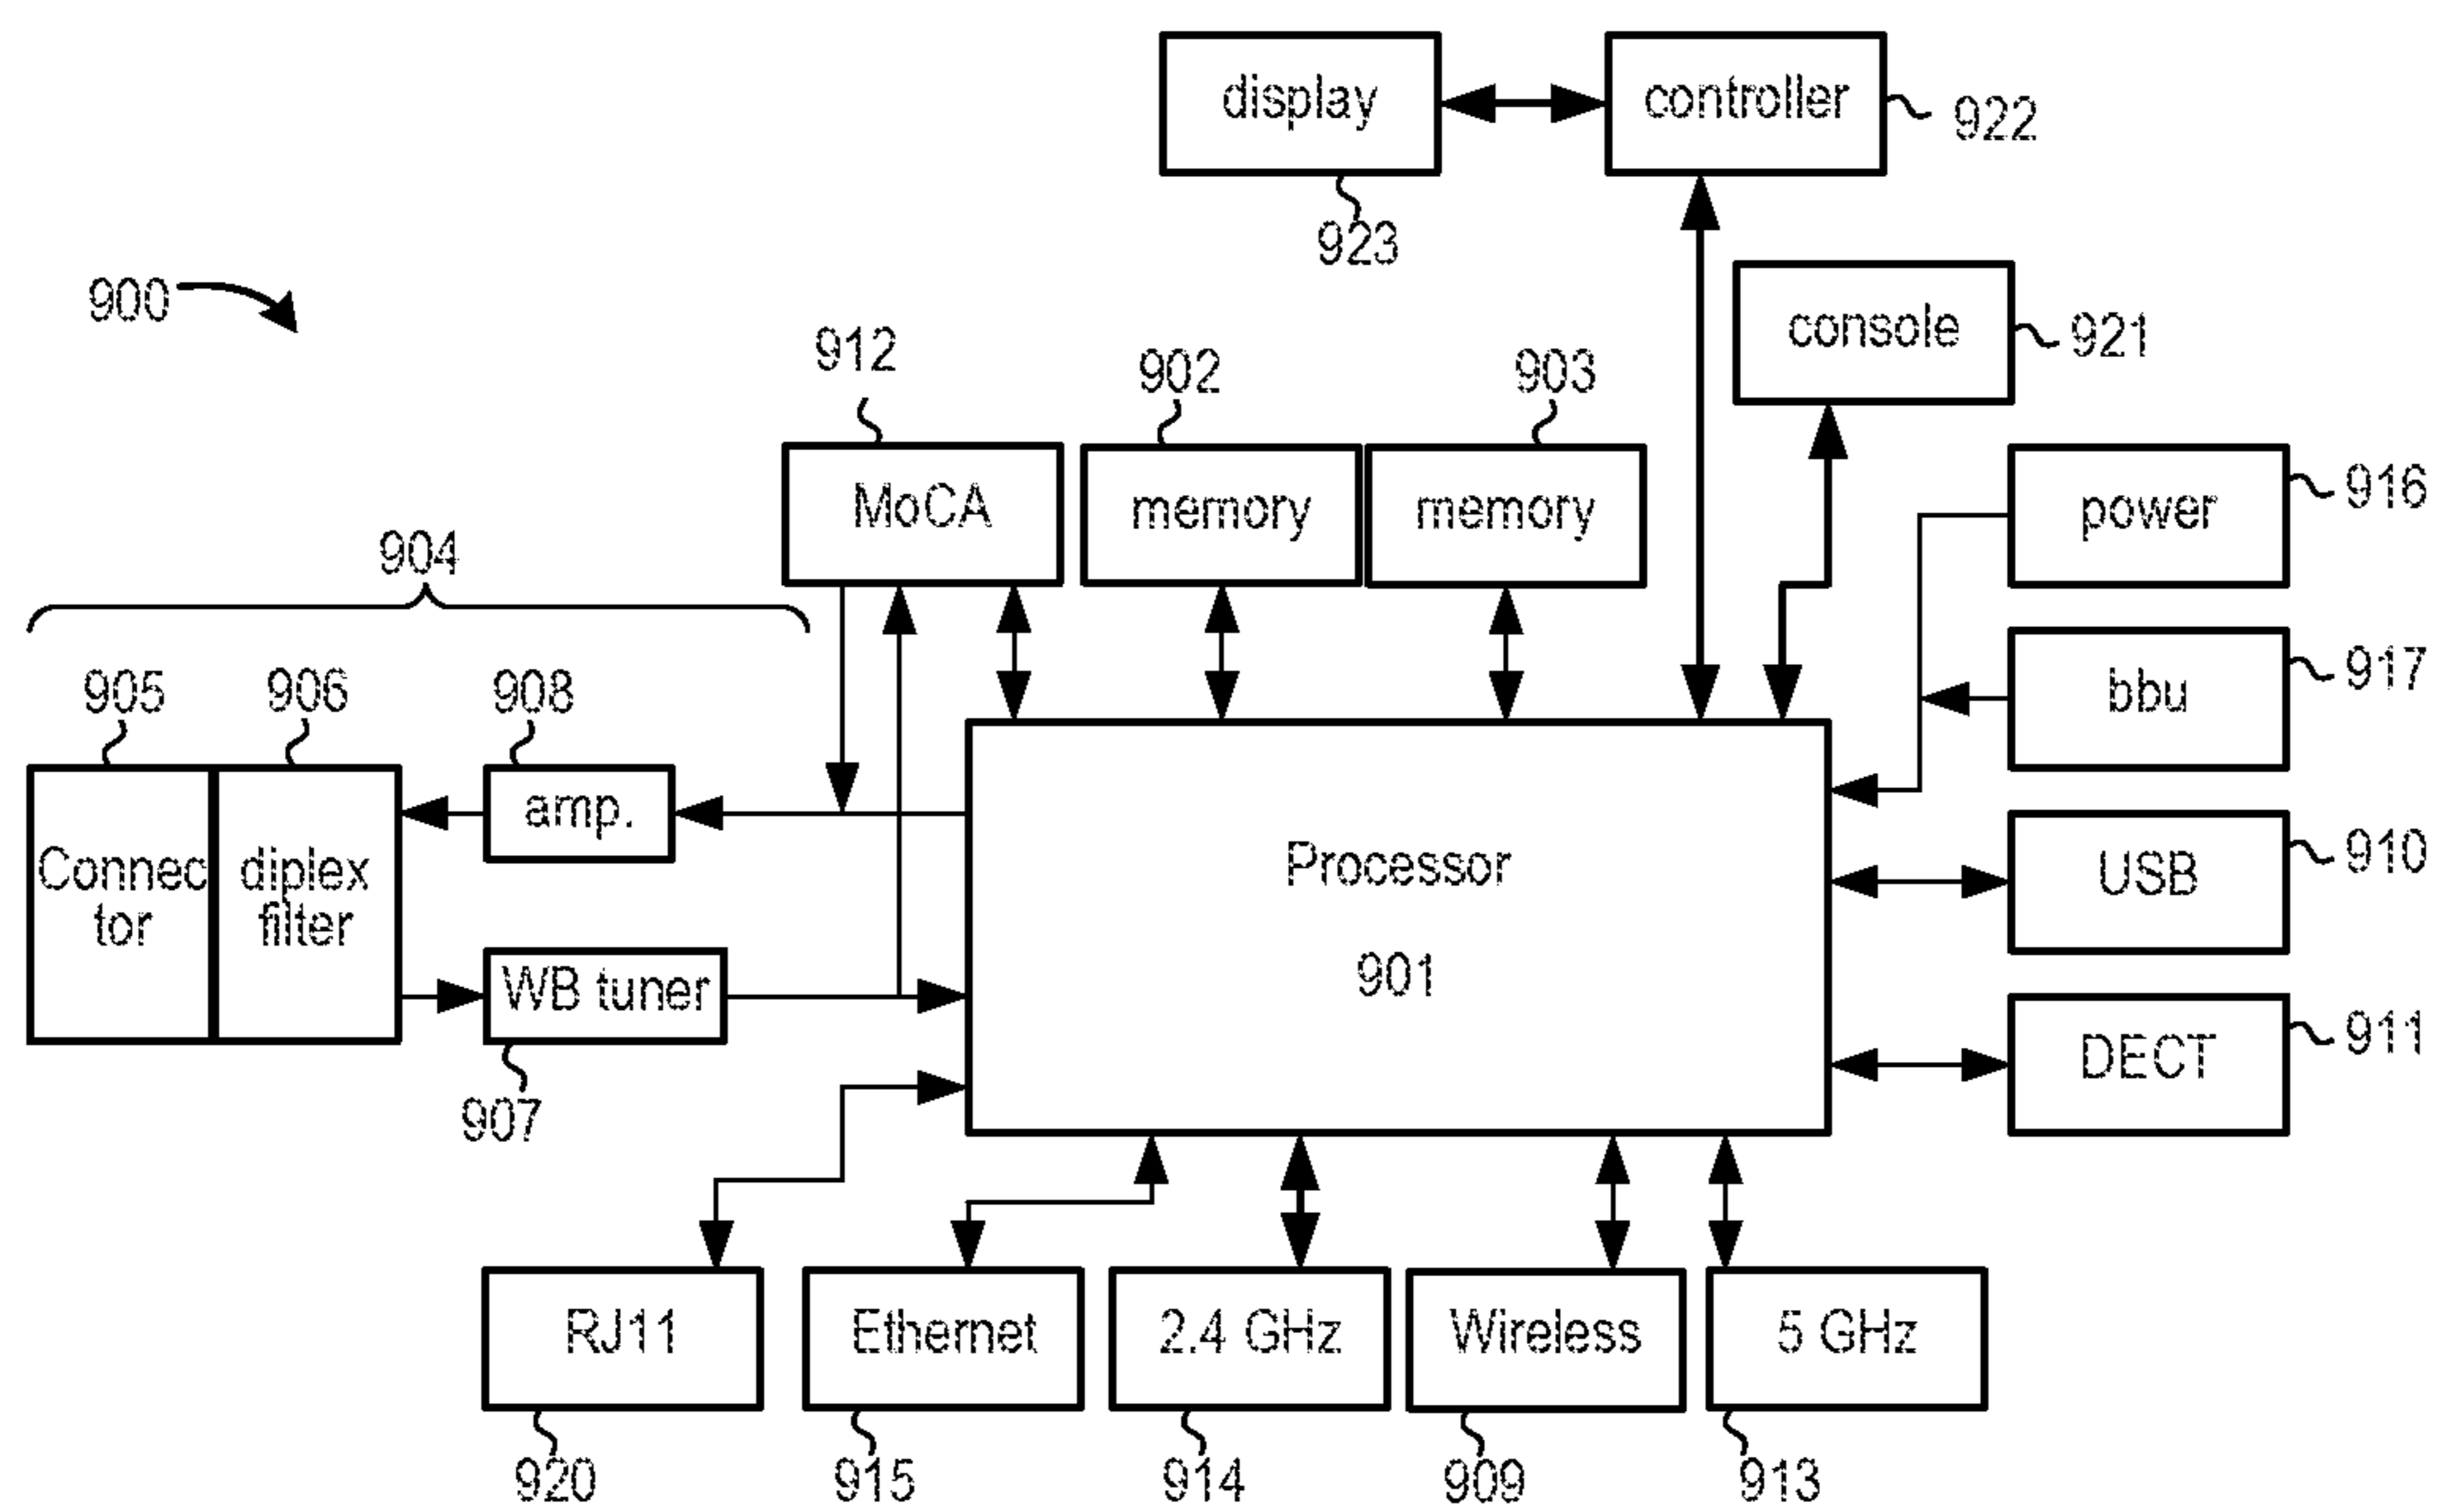 display
controller
922
923
900
console
921
912
902
903
MoCA
memory
memory
power
916
904
bbu
917
905
906
908
Connec
tor
diplex
filter
amp.
Processor
901
USB
910
WB tuner
907
DECT
911
RJ11
Ethernet
2.4 GHz
Wireless
5 GHz
920
915
914
909
913